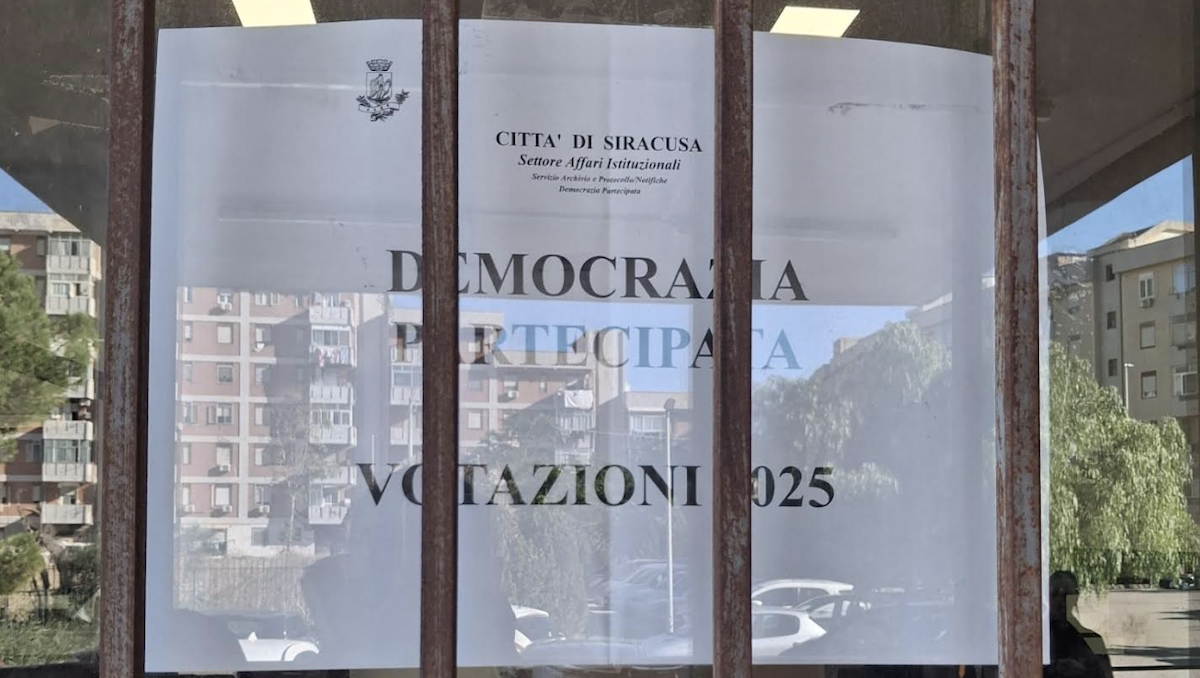 CITTA' DI SIRACUSA
Settore Affari Istituzionali
Servizio Archivio e Protocollo/Notifiche
Democrazia Partecipata
DEMOCRAZIA
PARTECIPATA
VOTAZIONI 2025